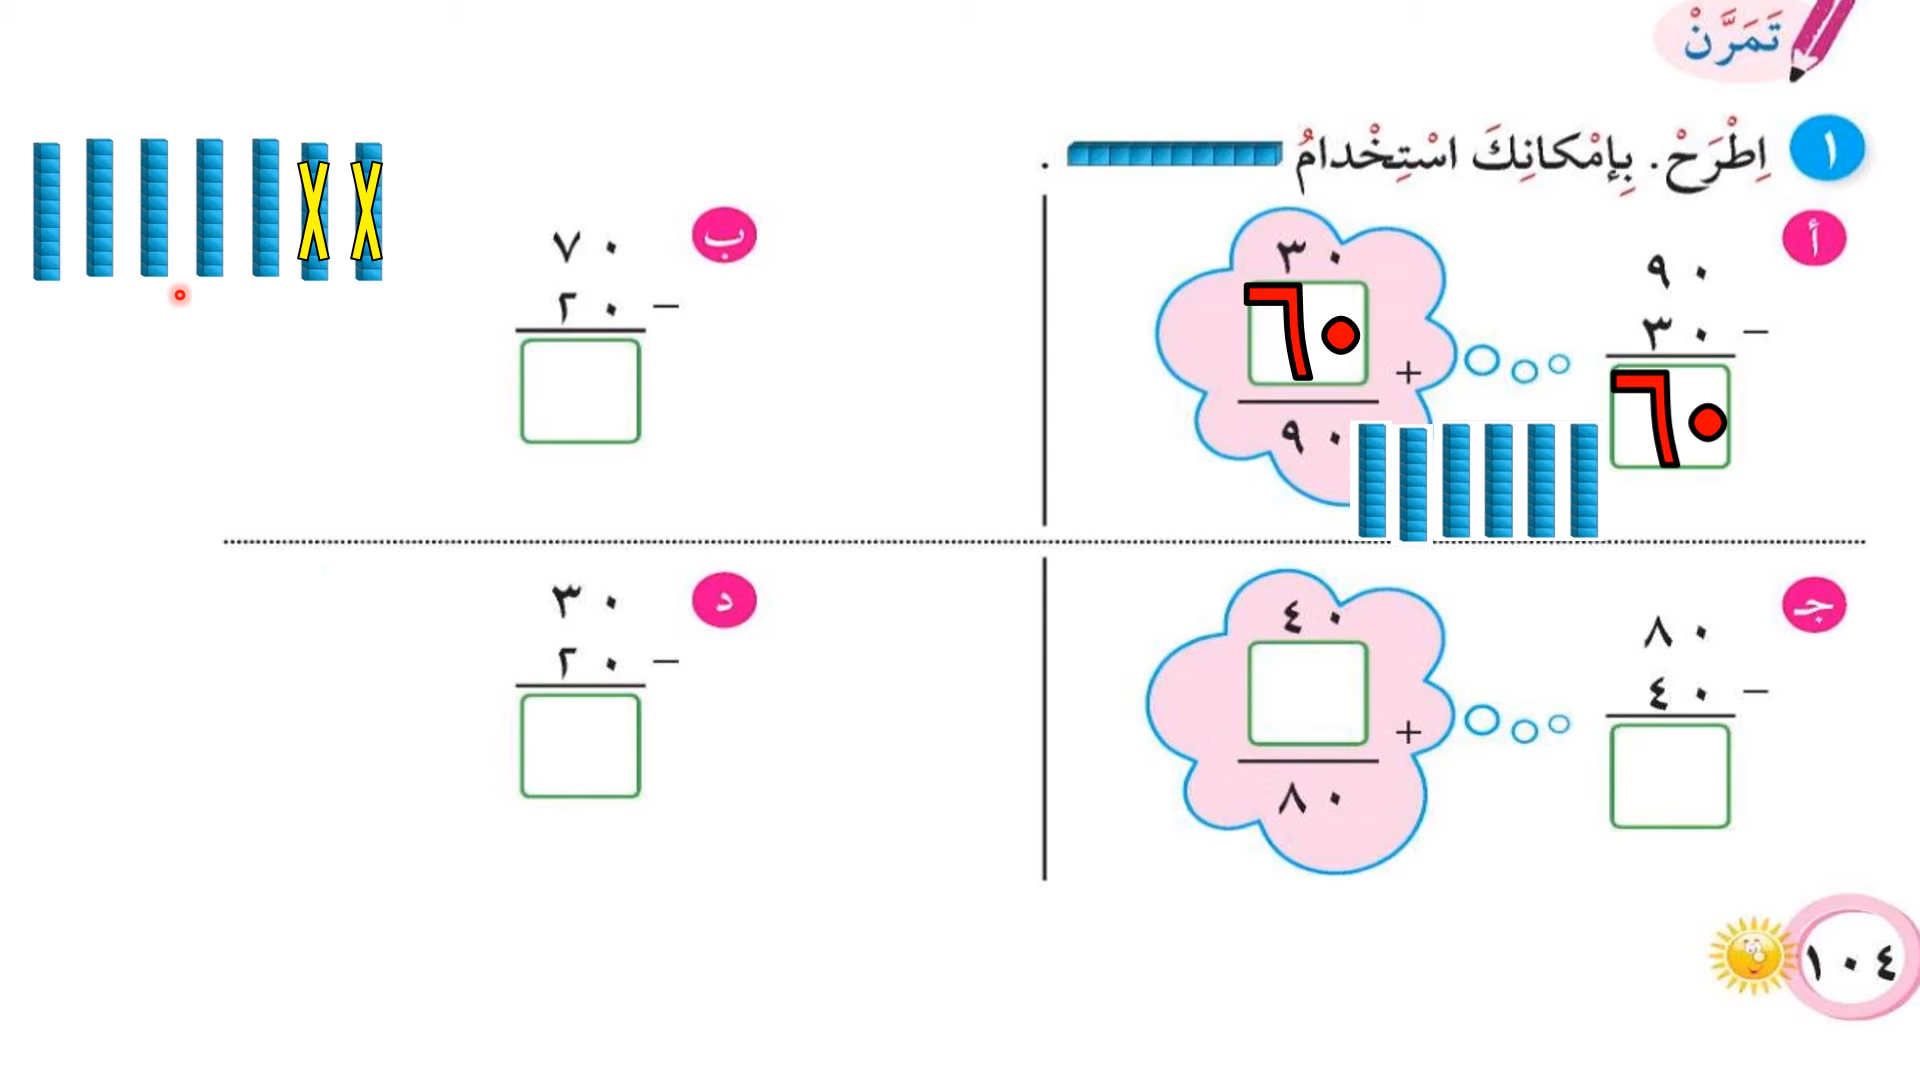 تَمَرَّنْ
١ اِطْرَحْ. بِإمْكانِكَ اسْتِخْدامُ .
أ
٩٠
٣٠ −
٦٠
٣٠
٦٠ +
٩٠
ب
٧٠
٢٠ −
X X
جـ
٨٠
٤٠ −
٤٠
+
٨٠
د
٣٠
٢٠ −
١٠٤